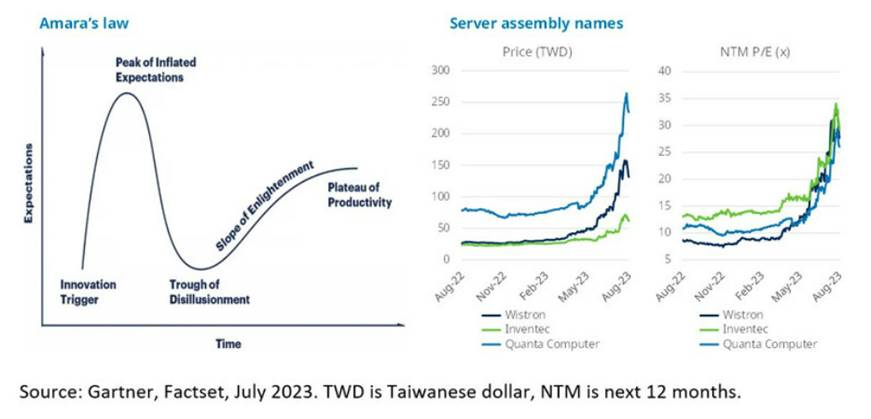 Amara's law
Expectations
Peak of Inflated
Expectations
Slope of Enlightenment
Plateau of
Productivity
Innovation
Trigger
Trough of
Disillusionment
Time
Server assembly names
Price (TWD)
300
250
200
150
100
50
0
Aug-22
Nov-22
Feb-23
May-23
Aug-23
Wistron
Inventec
Quanta Computer
NTM P/E (x)
40
35
30
25
20
15
10
5
Aug-22
Nov-22
Feb-23
May-23
Aug-23
Wistron
Inventec
Quanta Computer
Source: Gartner, Factset, July 2023. TWD is Taiwanese dollar, NTM is next 12 months.